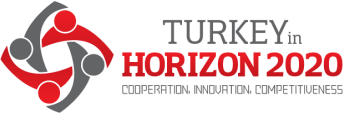 TURKEY in
HORIZON 2020
COOPERATION, INNOVATION, COMPETITIVENESS